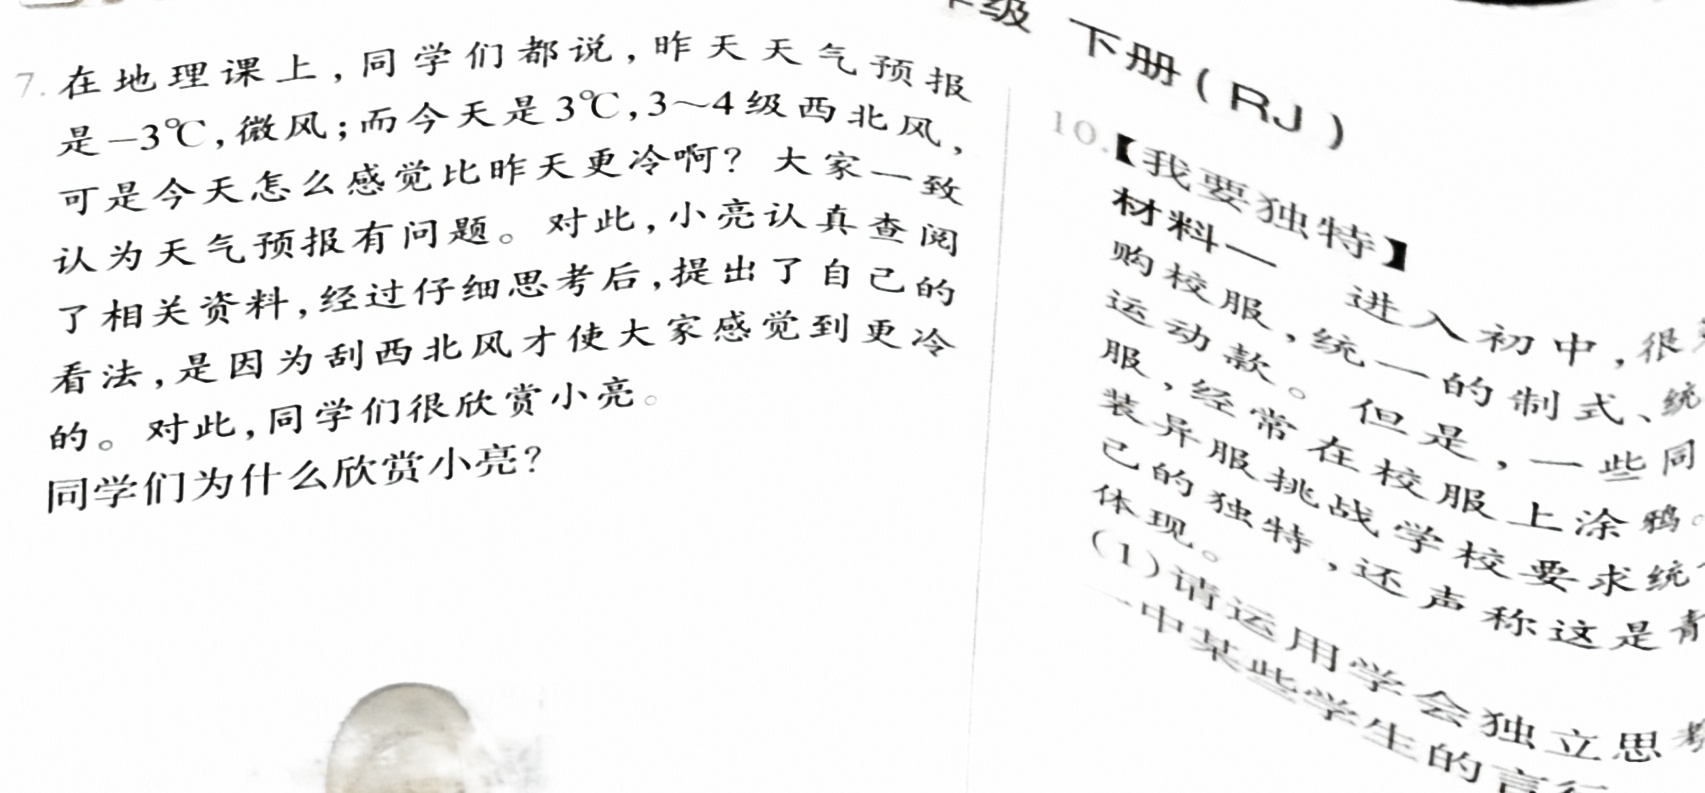 7.在地理课上,同学们都说,昨天天气预报
是-3℃,微风;而今天是3℃,3~4级西北风,
可是今天怎么感觉比昨天更冷啊?大家一致
认为天气预报有问题。对此,小亮认真查阅
了相关资料,经过仔细思考后,提出了自己的
看法,是因为刮西北风才使大家感觉到更冷
的。对此,同学们很欣赏小亮。
同学们为什么欣赏小亮?
级 下册(RJ)
10.【我要独特】
材料一 进入初中,很
购校服,统一的制式、统
运动款。但是,一些同
服,经常在校服上涂鸦。
装异服挑战学校要求统
己的独特,还声称这是青
体现。
(1)请运用学会独立思考
一中某些学生的言行